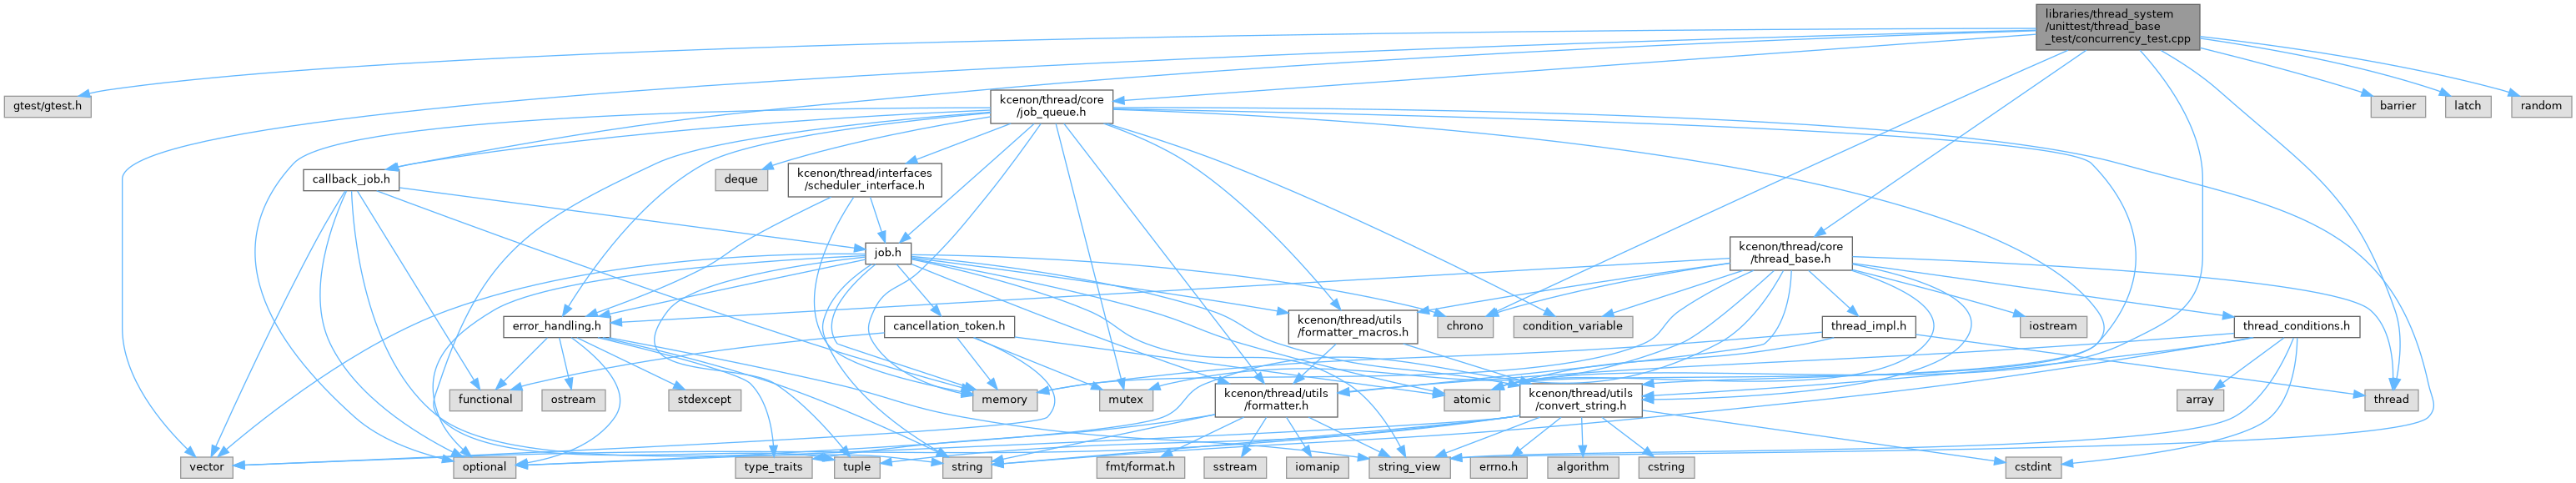 libraries/thread_system
/unittest/thread_base
_test/concurrency_test.cpp
gtest/gtest.h
kcenon/thread/core
/job_queue.h
barrier
latch
random
callback_job.h
deque
kcenon/thread/interfaces
/scheduler_interface.h
job.h
kcenon/thread/core
/thread_base.h
error_handling.h
cancellation_token.h
kcenon/thread/utils
/formatter_macros.h
chrono
condition_variable
thread_impl.h
iostream
thread_conditions.h
functional
ostream
stdexcept
memory
mutex
kcenon/thread/utils
/formatter.h
atomic
kcenon/thread/utils
/convert_string.h
array
thread
vector
optional
type_traits
tuple
string
fmt/format.h
sstream
iomanip
string_view
errno.h
algorithm
cstring
cstdint